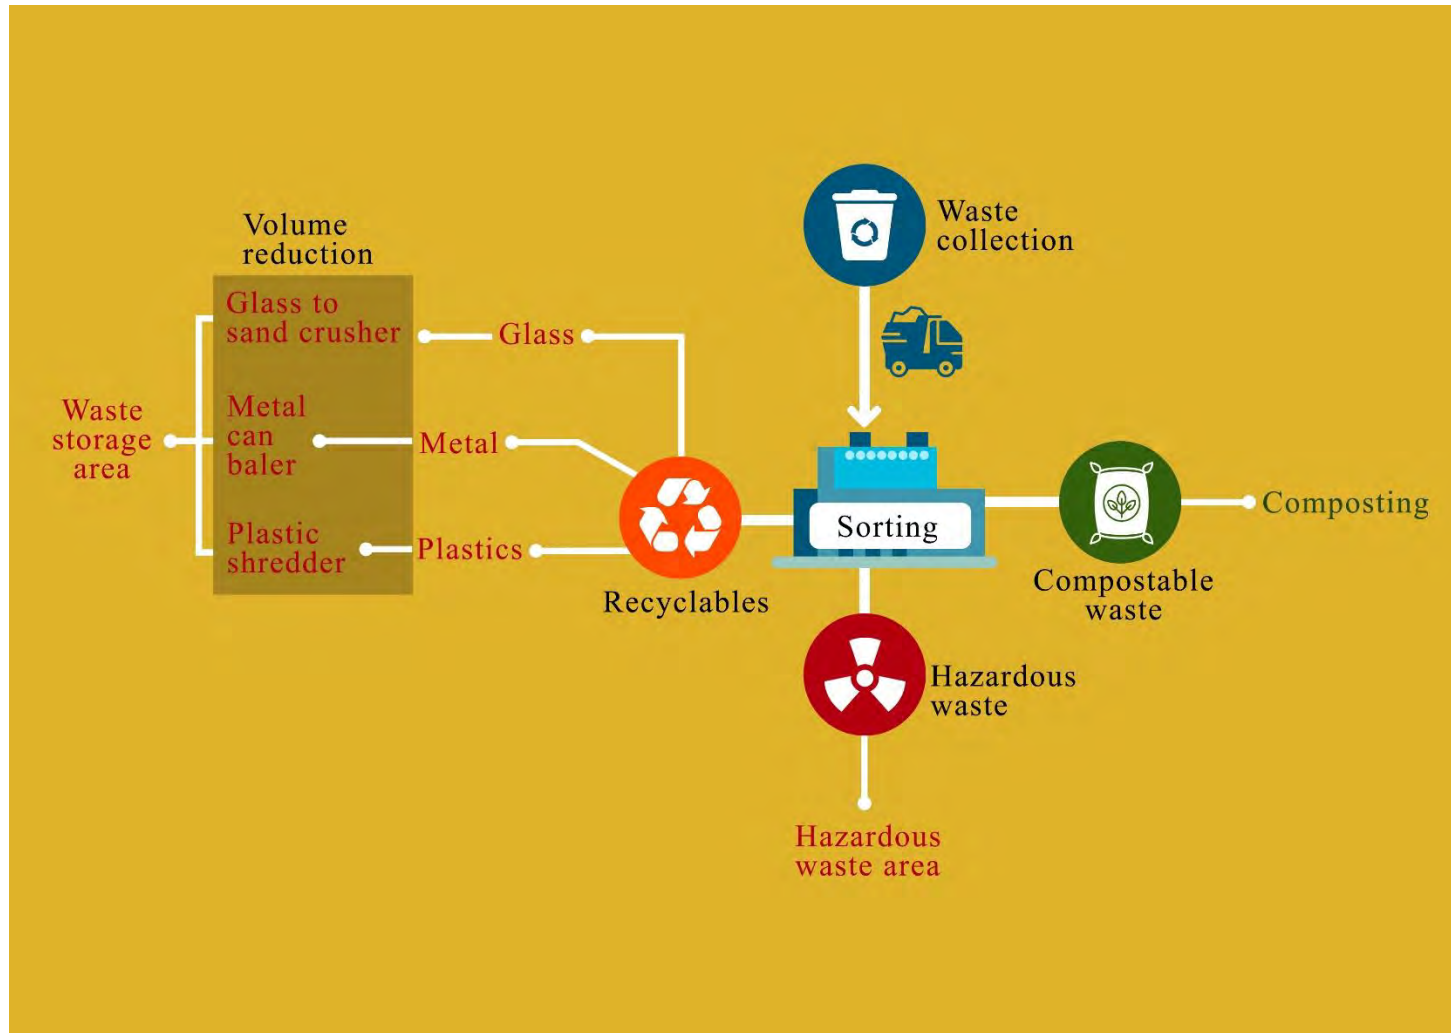 Waste
collection
Volume
reduction
Glass to
sand crusher
Glass
Metal
can
baler
Metal
Waste
storage
area
Plastic
shredder
Plastics
Recyclables
Sorting
Composting
Compostable
waste
Hazardous
waste
Hazardous
waste area